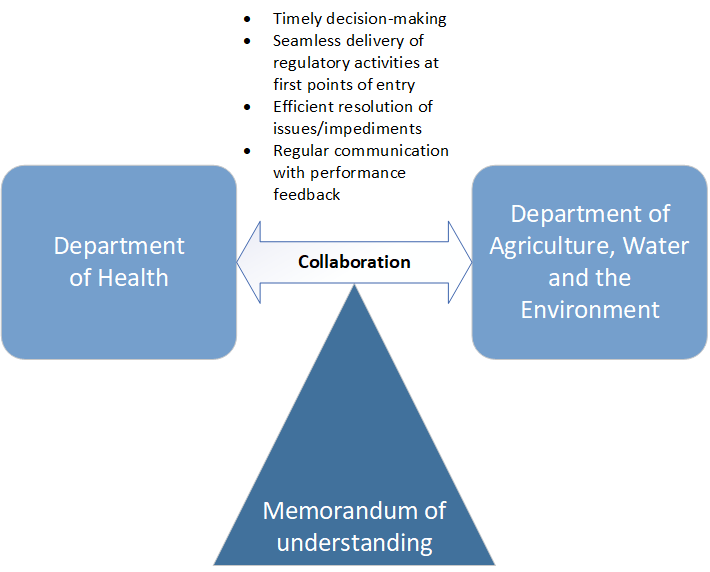 • Timely decision-making
• Seamless delivery of
regulatory activities at
first points of entry
• Efficient resolution of
issues/impediments
• Regular communication
with performance
feedback
Department
of Health
Collaboration
Department of
Agriculture, Water
and the
Environment
Memorandum of
understanding